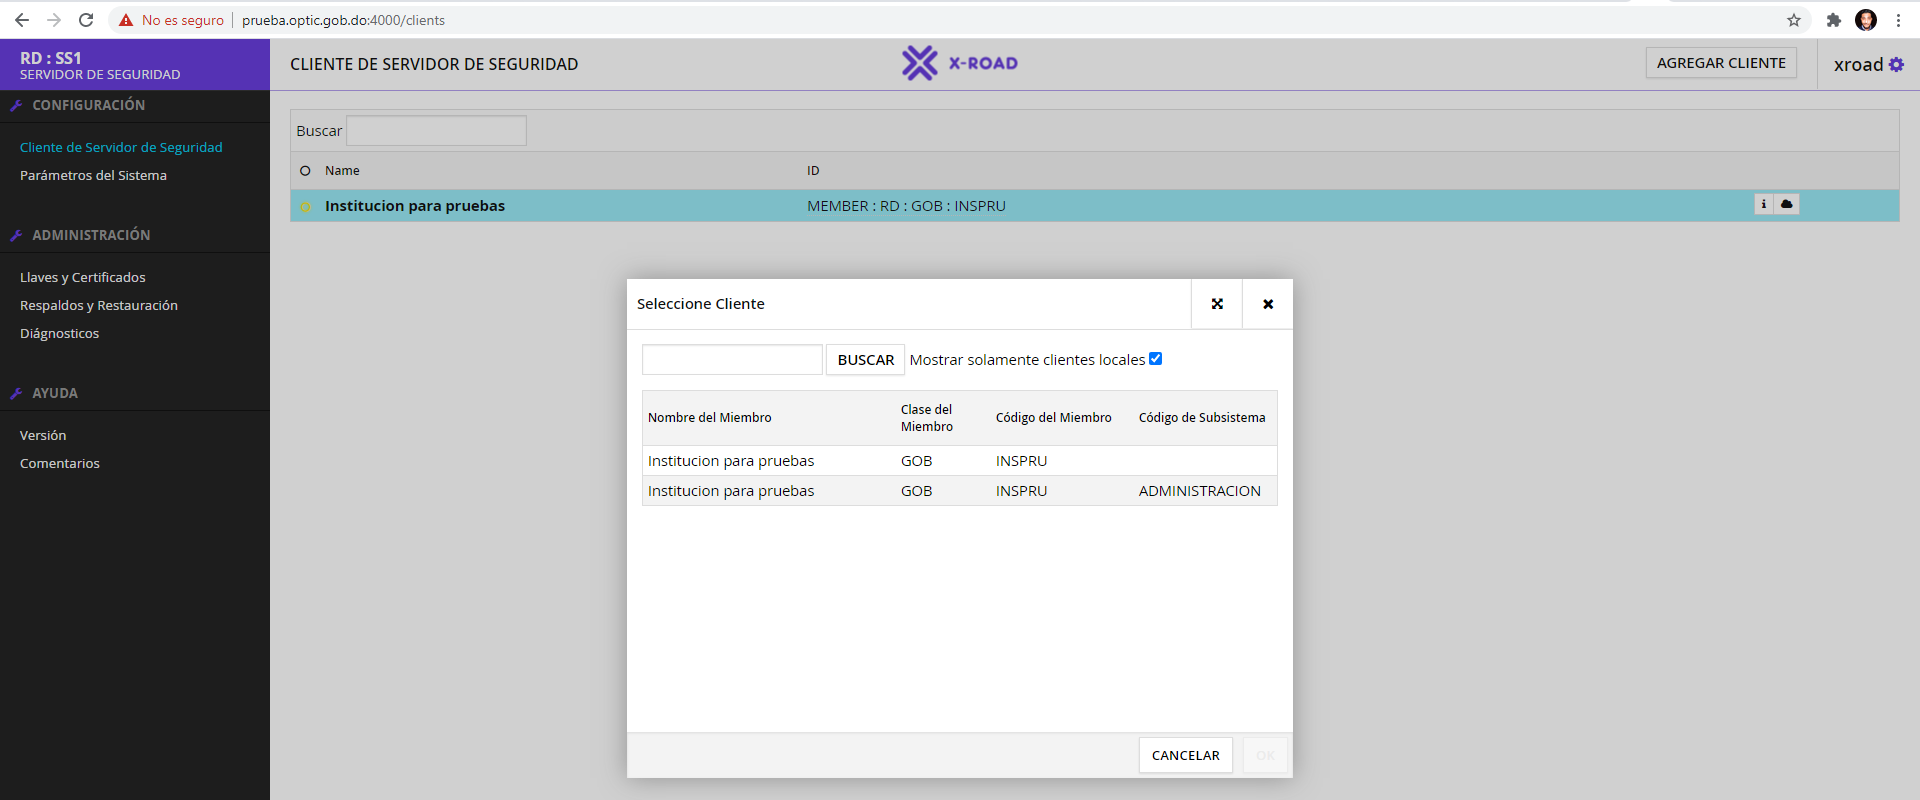 No es seguro prueba.optic.gob.do:4000/clients
RD : SS1
SERVIDOR DE SEGURIDAD
CONFIGURACIÓN
Cliente de Servidor de Seguridad
Parámetros del Sistema
ADMINISTRACIÓN
Llaves y Certificados
Respaldos y Restauración
Diágnosticos
AYUDA
Versión
Comentarios
CLIENTE DE SERVIDOR DE SEGURIDAD
X-ROAD
AGREGAR CLIENTE
xroad
Buscar
Name ID
Institucion para pruebas MEMBER : RD : GOB : INSPRU
Seleccione Cliente
BUSCAR Mostrar solamente clientes locales
Nombre del Miembro Clase del Miembro Código del Miembro Código de Subsistema
Institucion para pruebas GOB INSPRU
Institucion para pruebas GOB INSPRU ADMINISTRACION
CANCELAR OK